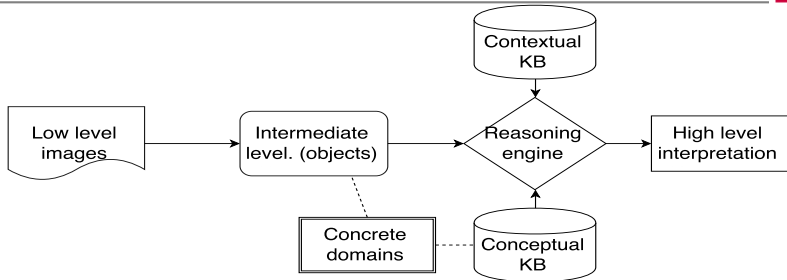 Contextual
KB
Low level
images
Intermediate
level. (objects)
Reasoning
engine
High level
interpretation
Concrete
domains
Conceptual
KB